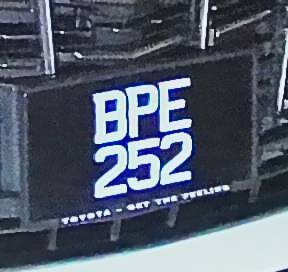 BPE
252
TOYOTA - GET THE FEELING